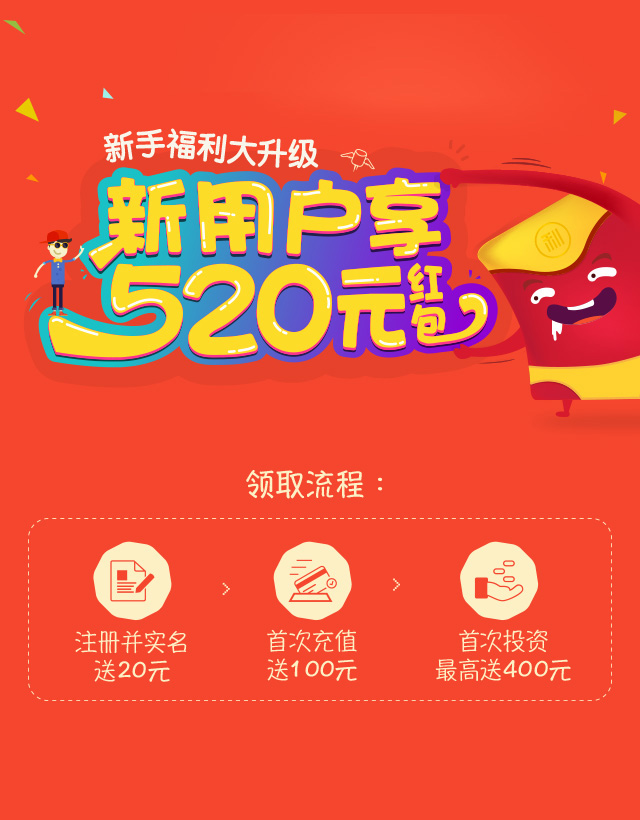 新手福利大升级
新用户享
520元红包
利
领取流程：
注册并实名
送20元
首次充值
送100元
首次投资
最高送400元